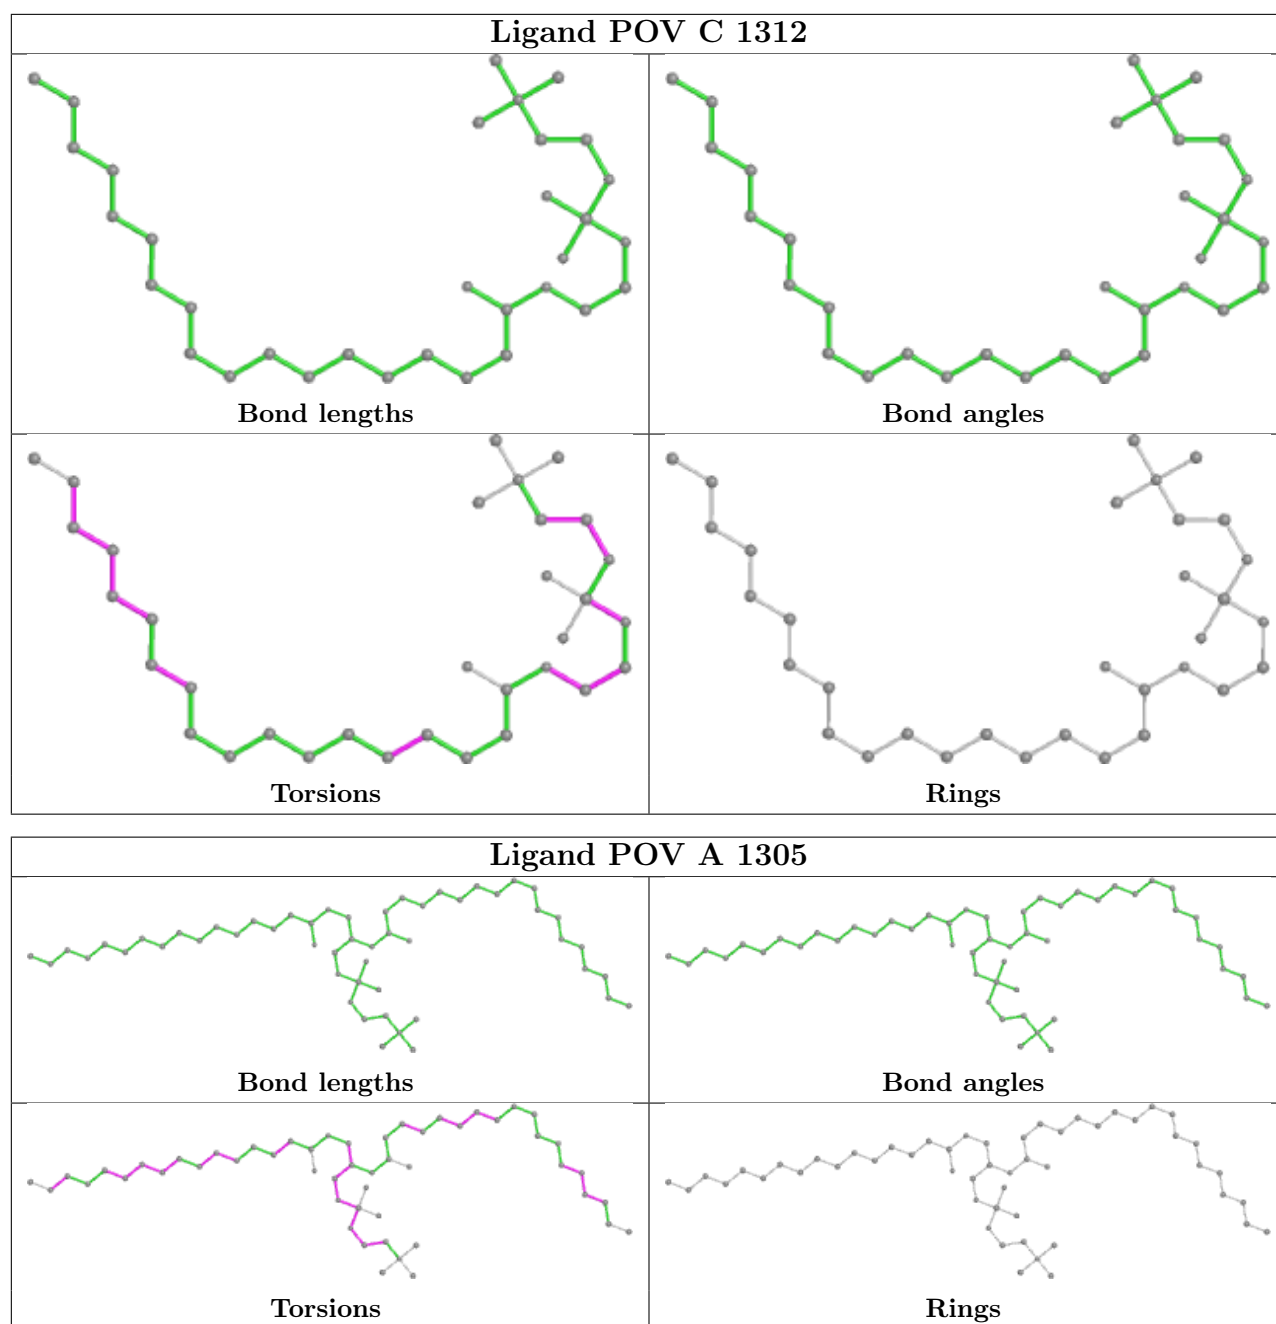 Ligand POV C 1312
Bond lengths
Bond angles
Torsions
Rings
Ligand POV A 1305
Bond lengths
Bond angles
Torsions
Rings